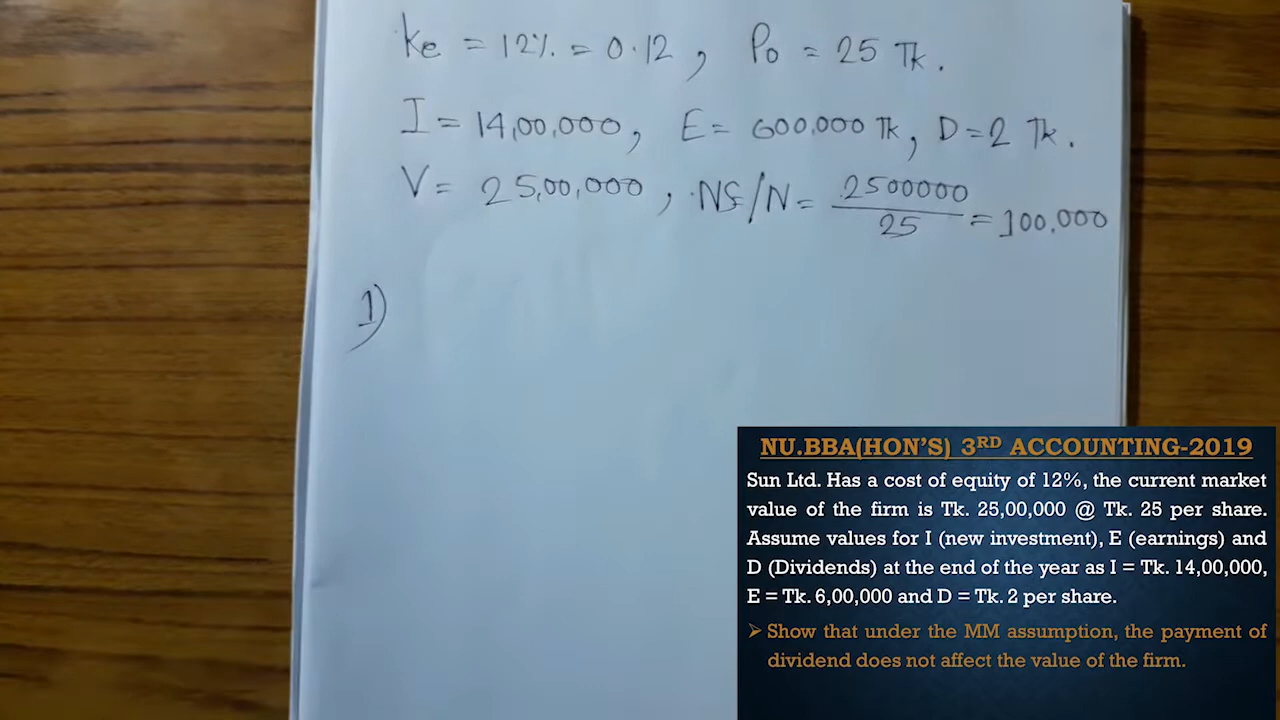 ke = 12% = 0.12, Po = 25 Tk.
I = 14,00,000, E = 600,000 Tk, D = 2 Tk.
V = 25,00,000, NS/N = 2500000/25 = 100,000
1)
NU.BBA(HON'S) 3RD ACCOUNTING-2019
Sun Ltd. Has a cost of equity of 12%, the current market
value of the firm is Tk. 25,00,000 @ Tk. 25 per share.
Assume values for I (new investment), E (earnings) and
D (Dividends) at the end of the year as I = Tk. 14,00,000,
E = Tk. 6,00,000 and D = Tk. 2 per share.
➢ Show that under the MM assumption, the payment of
dividend does not affect the value of the firm.